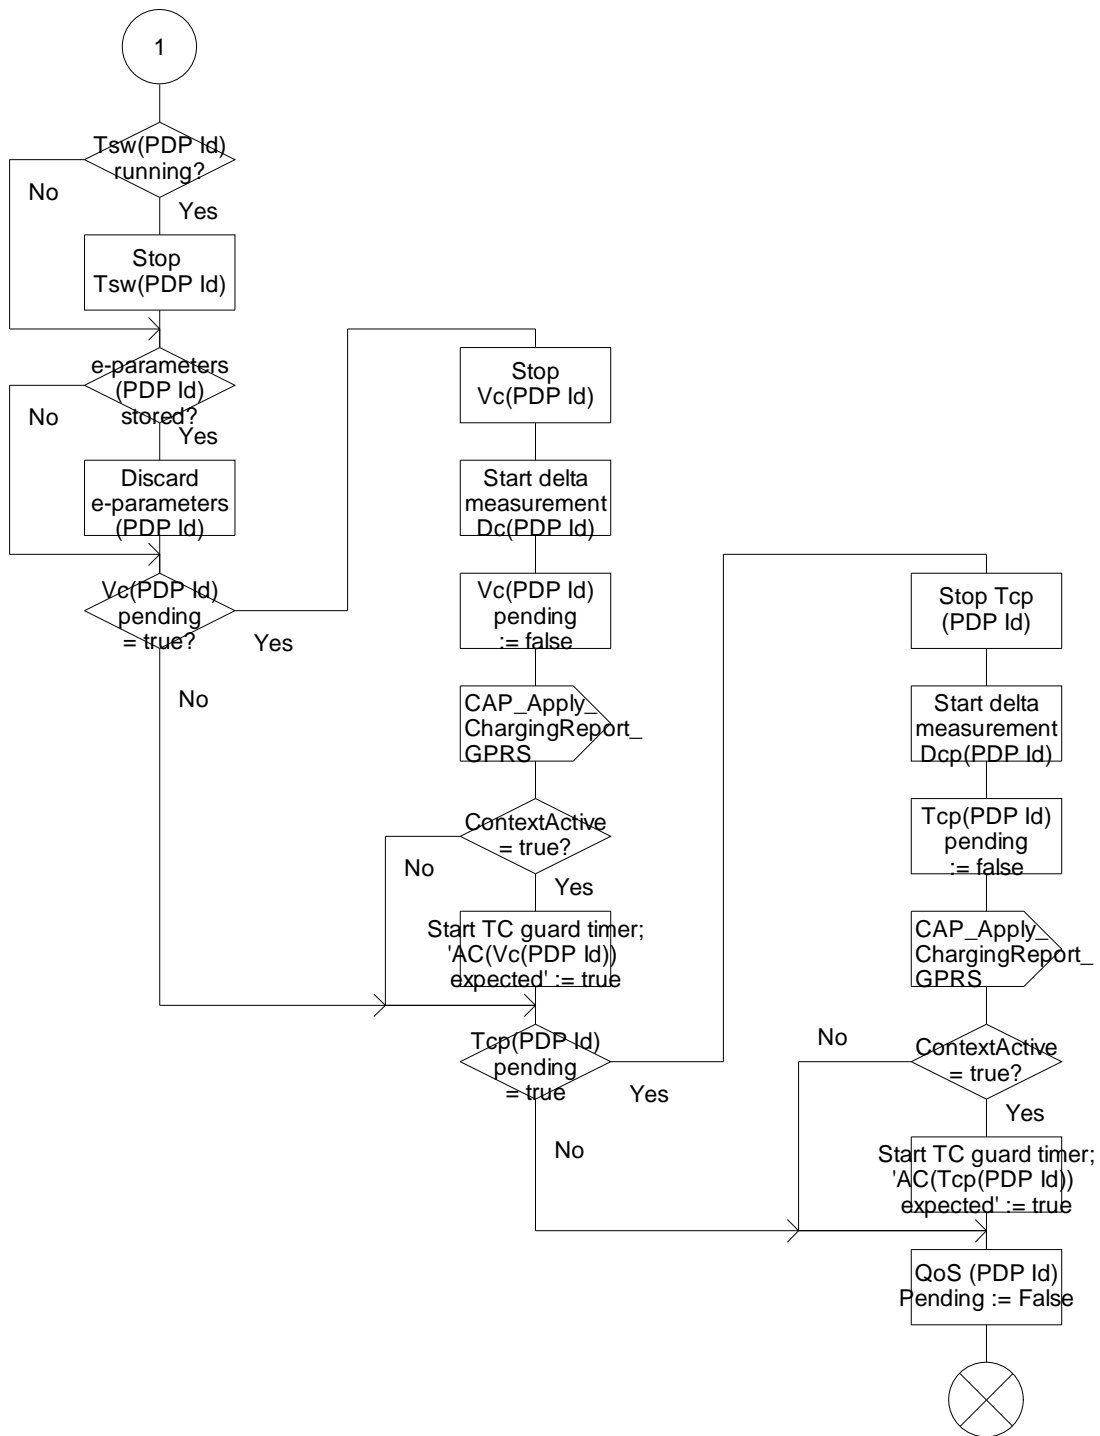 1
Tsw(PDP Id)
running?
No
Yes
Stop
Tsw(PDP Id)
e-parameters
(PDP Id)
stored?
No
Yes
Discard
e-parameters
(PDP Id)
Vc(PDP Id)
pending
= true?
Yes
No
Stop
Vc(PDP Id)
Start delta
measurement
Dc(PDP Id)
Vc(PDP Id)
pending
:= false
CAP_Apply_
ChargingReport_
GPRS
ContextActive
= true?
No
Yes
Start TC guard timer;
'AC(Vc(PDP Id))
expected' := true
Tcp(PDP Id)
pending
= true
Yes
No
Stop Tcp
(PDP Id)
Start delta
measurement
Dcp(PDP Id)
Tcp(PDP Id)
pending
:= false
CAP_Apply_
ChargingReport_
GPRS
ContextActive
= true?
No
Yes
Start TC guard timer;
'AC(Tcp(PDP Id))
expected' := true
QoS (PDP Id)
Pending := False